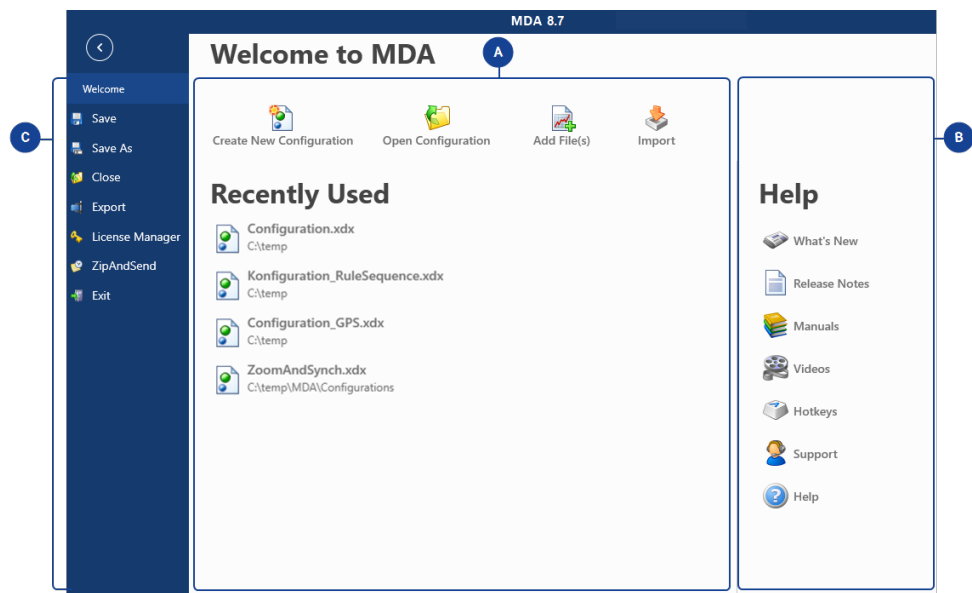 MDA 8.7
Welcome to MDA
A
Welcome
Save
Save As
Close
Export
License Manager
ZipAndSend
Exit
C
Create New Configuration
Open Configuration
Add File(s)
Import
Recently Used
Configuration.xdx
C:\temp
Konfiguration_RuleSequence.xdx
C:\temp
Configuration_GPS.xdx
C:\temp
ZoomAndSynch.xdx
C:\temp\MDA\Configurations
B
Help
What's New
Release Notes
Manuals
Videos
Hotkeys
Support
Help